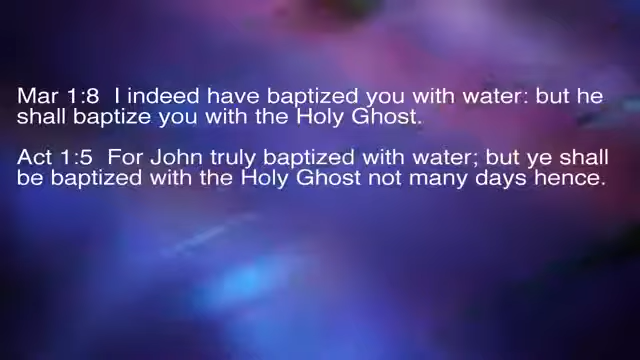 Mar 1:8  I indeed have baptized you with water: but he
shall baptize you with the Holy Ghost.
Act 1:5  For John truly baptized with water; but ye shall
be baptized with the Holy Ghost not many days hence.